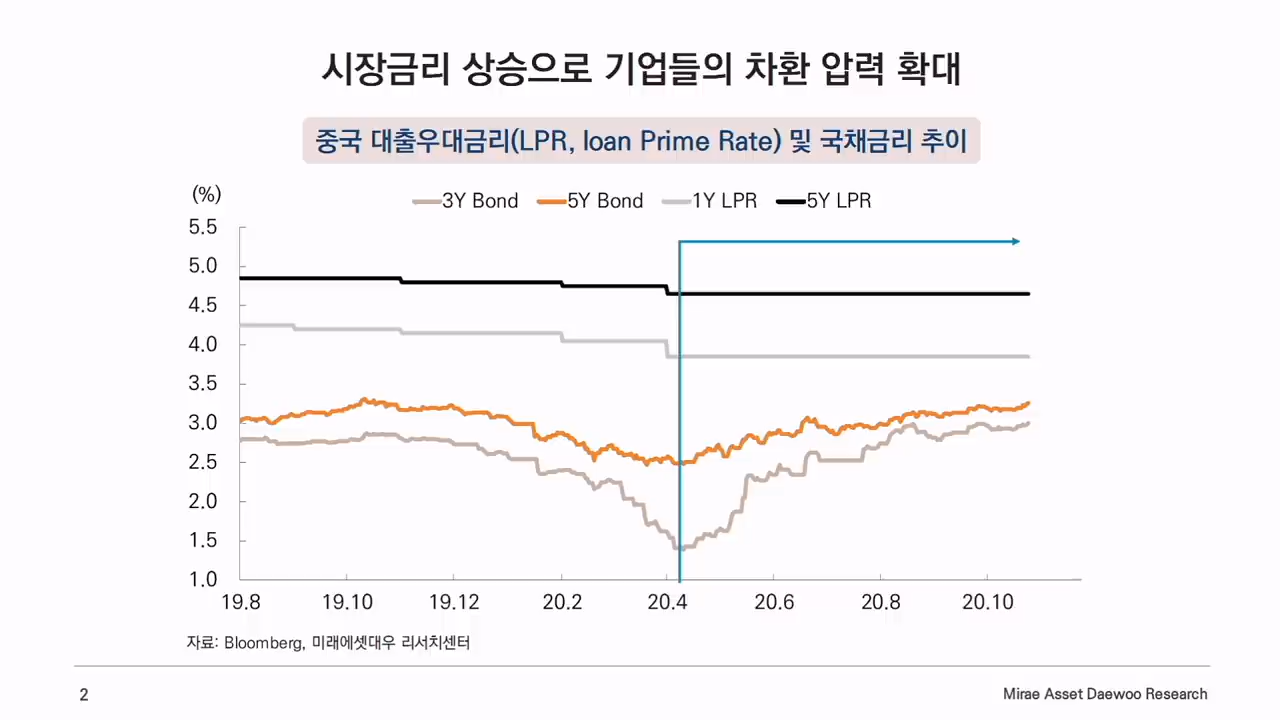 시장금리 상승으로 기업들의 차환 압력 확대
중국 대출우대금리(LPR, loan Prime Rate) 및 국채금리 추이
(%)
3Y Bond 5Y Bond 1Y LPR 5Y LPR
5.5
5.0
4.5
4.0
3.5
3.0
2.5
2.0
1.5
1.0
19.8 19.10 19.12 20.2 20.4 20.6 20.8 20.10
자료: Bloomberg, 미래에셋대우 리서치센터
2
Mirae Asset Daewoo Research